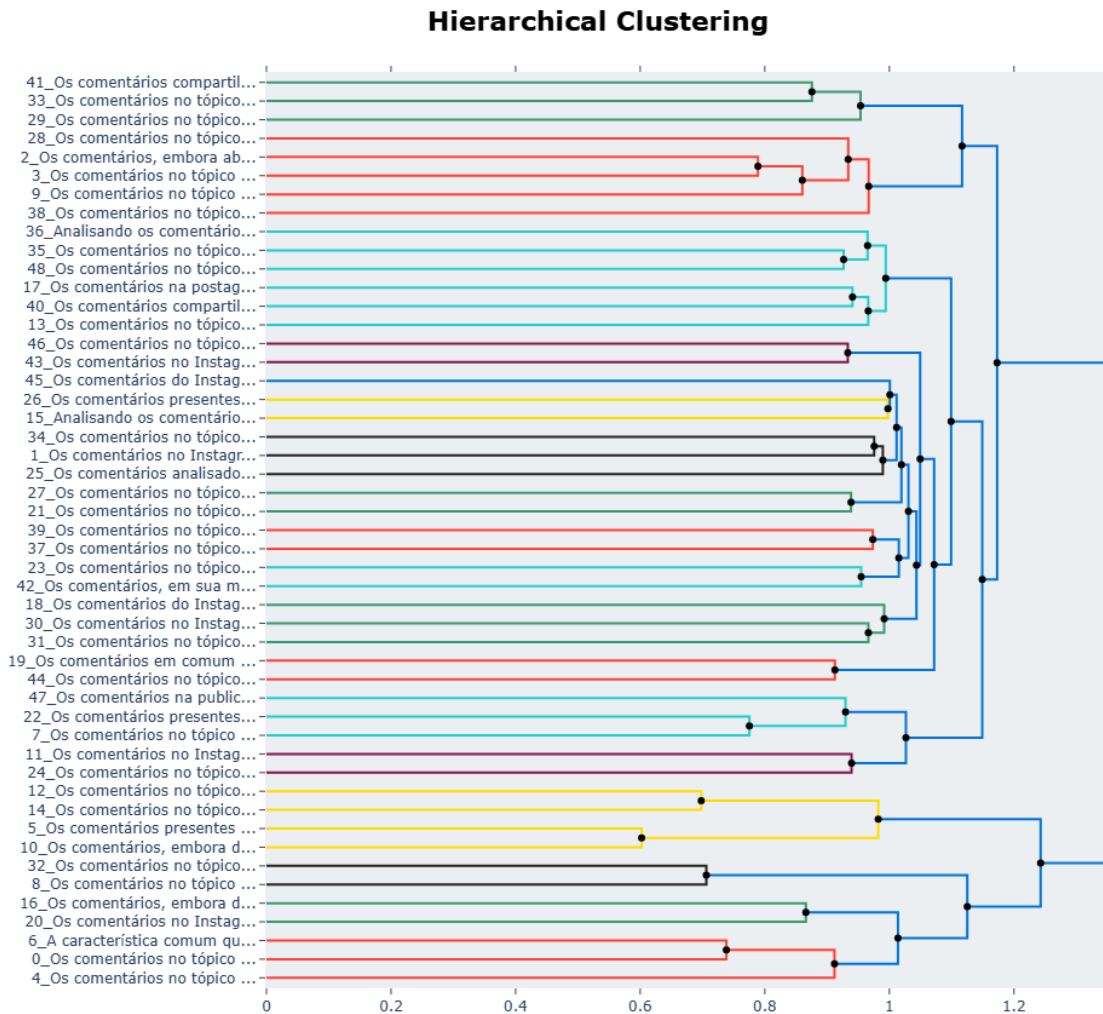 Hierarchical Clustering
41_Os comentários compartil...
33_Os comentários no tópico...
29_Os comentários no tópico...
28_Os comentários no tópico...
2_Os comentários, embora ab...
3_Os comentários no tópico ...
9_Os comentários no tópico ...
38_Os comentários no tópico...
36_Analisando os comentário...
35_Os comentários no tópico...
48_Os comentários no tópico...
17_Os comentários na postag...
40_Os comentários compartil...
13_Os comentários no tópico...
46_Os comentários no tópico...
43_Os comentários no Instag...
45_Os comentários do Instag...
26_Os comentários presentes...
15_Analisando os comentário...
34_Os comentários no tópico...
1_Os comentários no Instagr...
25_Os comentários analisado...
27_Os comentários no tópico...
21_Os comentários no tópico...
39_Os comentários no tópico...
37_Os comentários no tópico...
23_Os comentários no tópico...
42_Os comentários, em sua m...
18_Os comentários do Instag...
30_Os comentários no Instag...
31_Os comentários no tópico...
19_Os comentários em comum ...
44_Os comentários no tópico...
47_Os comentários na public...
22_Os comentários presentes...
7_Os comentários no tópico ...
11_Os comentários no Instag...
24_Os comentários no tópico...
12_Os comentários no tópico...
14_Os comentários no tópico...
5_Os comentários presentes ...
10_Os comentários, embora d...
32_Os comentários no tópico...
8_Os comentários no tópico ...
16_Os comentários, embora d...
20_Os comentários no Instag...
6_A característica comum qu...
0_Os comentários no tópico ...
4_Os comentários no tópico ...
0 0.2 0.4 0.6 0.8 1 1.2